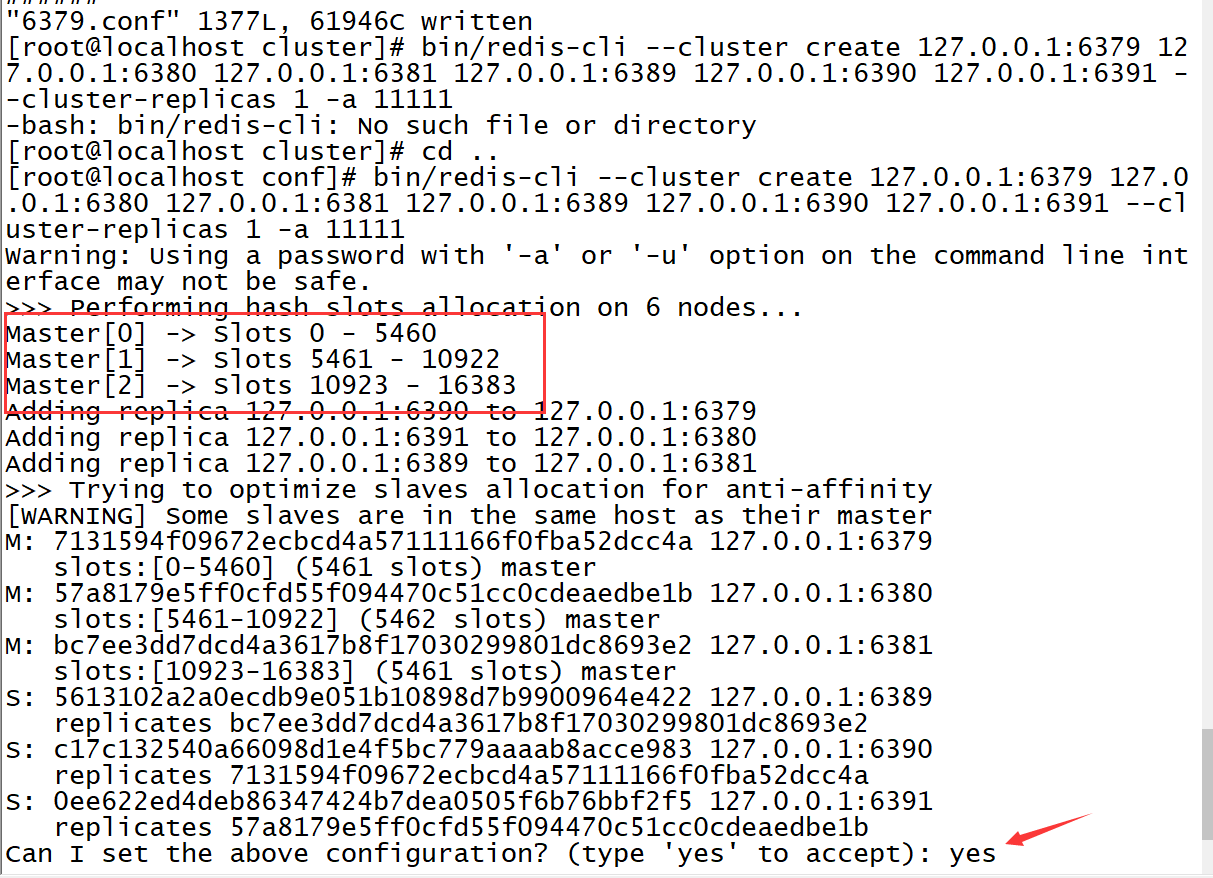 "6379.conf" 1377L, 61946C written
[root@localhost cluster]# bin/redis-cli --cluster create 127.0.0.1:6379 12
7.0.0.1:6380 127.0.0.1:6381 127.0.0.1:6389 127.0.0.1:6390 127.0.0.1:6391 -
-cluster-replicas 1 -a 11111
-bash: bin/redis-cli: No such file or directory
[root@localhost cluster]# cd ..
[root@localhost conf]# bin/redis-cli --cluster create 127.0.0.1:6379 127.0
.0.1:6380 127.0.0.1:6381 127.0.0.1:6389 127.0.0.1:6390 127.0.0.1:6391 --cl
uster-replicas 1 -a 11111
Warning: Using a password with '-a' or '-u' option on the command line int
erface may not be safe.
>>> Performing hash slots allocation on 6 nodes...
Master[0] -> Slots 0 - 5460
Master[1] -> Slots 5461 - 10922
Master[2] -> Slots 10923 - 16383
Adding replica 127.0.0.1:6390 to 127.0.0.1:6379
Adding replica 127.0.0.1:6391 to 127.0.0.1:6380
Adding replica 127.0.0.1:6389 to 127.0.0.1:6381
>>> Trying to optimize slaves allocation for anti-affinity
[WARNING] Some slaves are in the same host as their master
M: 7131594f09672ecbcd4a57111166f0fba52dcc4a 127.0.0.1:6379
   slots:[0-5460] (5461 slots) master
M: 57a8179e5ff0cfd55f094470c51cc0cdeaedbe1b 127.0.0.1:6380
   slots:[5461-10922] (5462 slots) master
M: bc7ee3dd7dcd4a3617b8f17030299801dc8693e2 127.0.0.1:6381
   slots:[10923-16383] (5461 slots) master
S: 5613102a2a0ecdb9e051b10898d7b9900964e422 127.0.0.1:6389
   replicates bc7ee3dd7dcd4a3617b8f17030299801dc8693e2
S: c17c132540a66098d1e4f5bc779aaaab8acce983 127.0.0.1:6390
   replicates 7131594f09672ecbcd4a57111166f0fba52dcc4a
S: 0ee622ed4deb86347424b7dea0505f6b76bbf2f5 127.0.0.1:6391
   replicates 57a8179e5ff0cfd55f094470c51cc0cdeaedbe1b
Can I set the above configuration? (type 'yes' to accept): yes